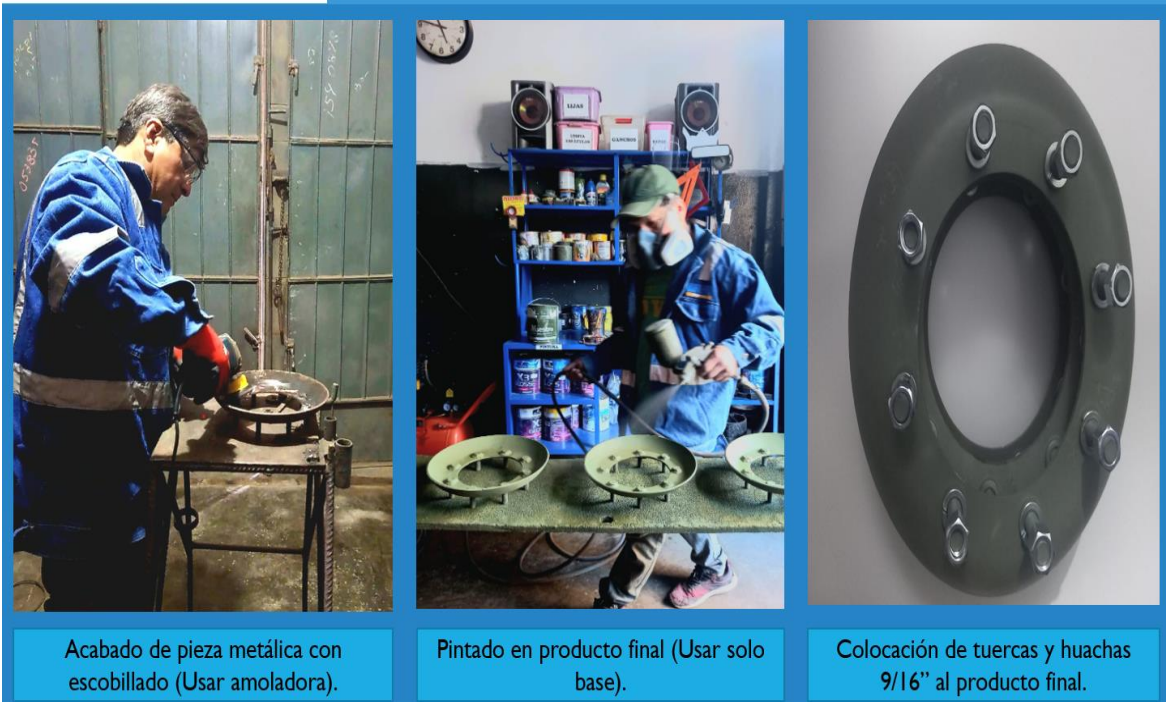 LIJAS
Acabado de pieza metálica con
escobillado (Usar amoladora).
Pintado en producto final (Usar solo
base).
Colocación de tuercas y huachas
9/16” al producto final.